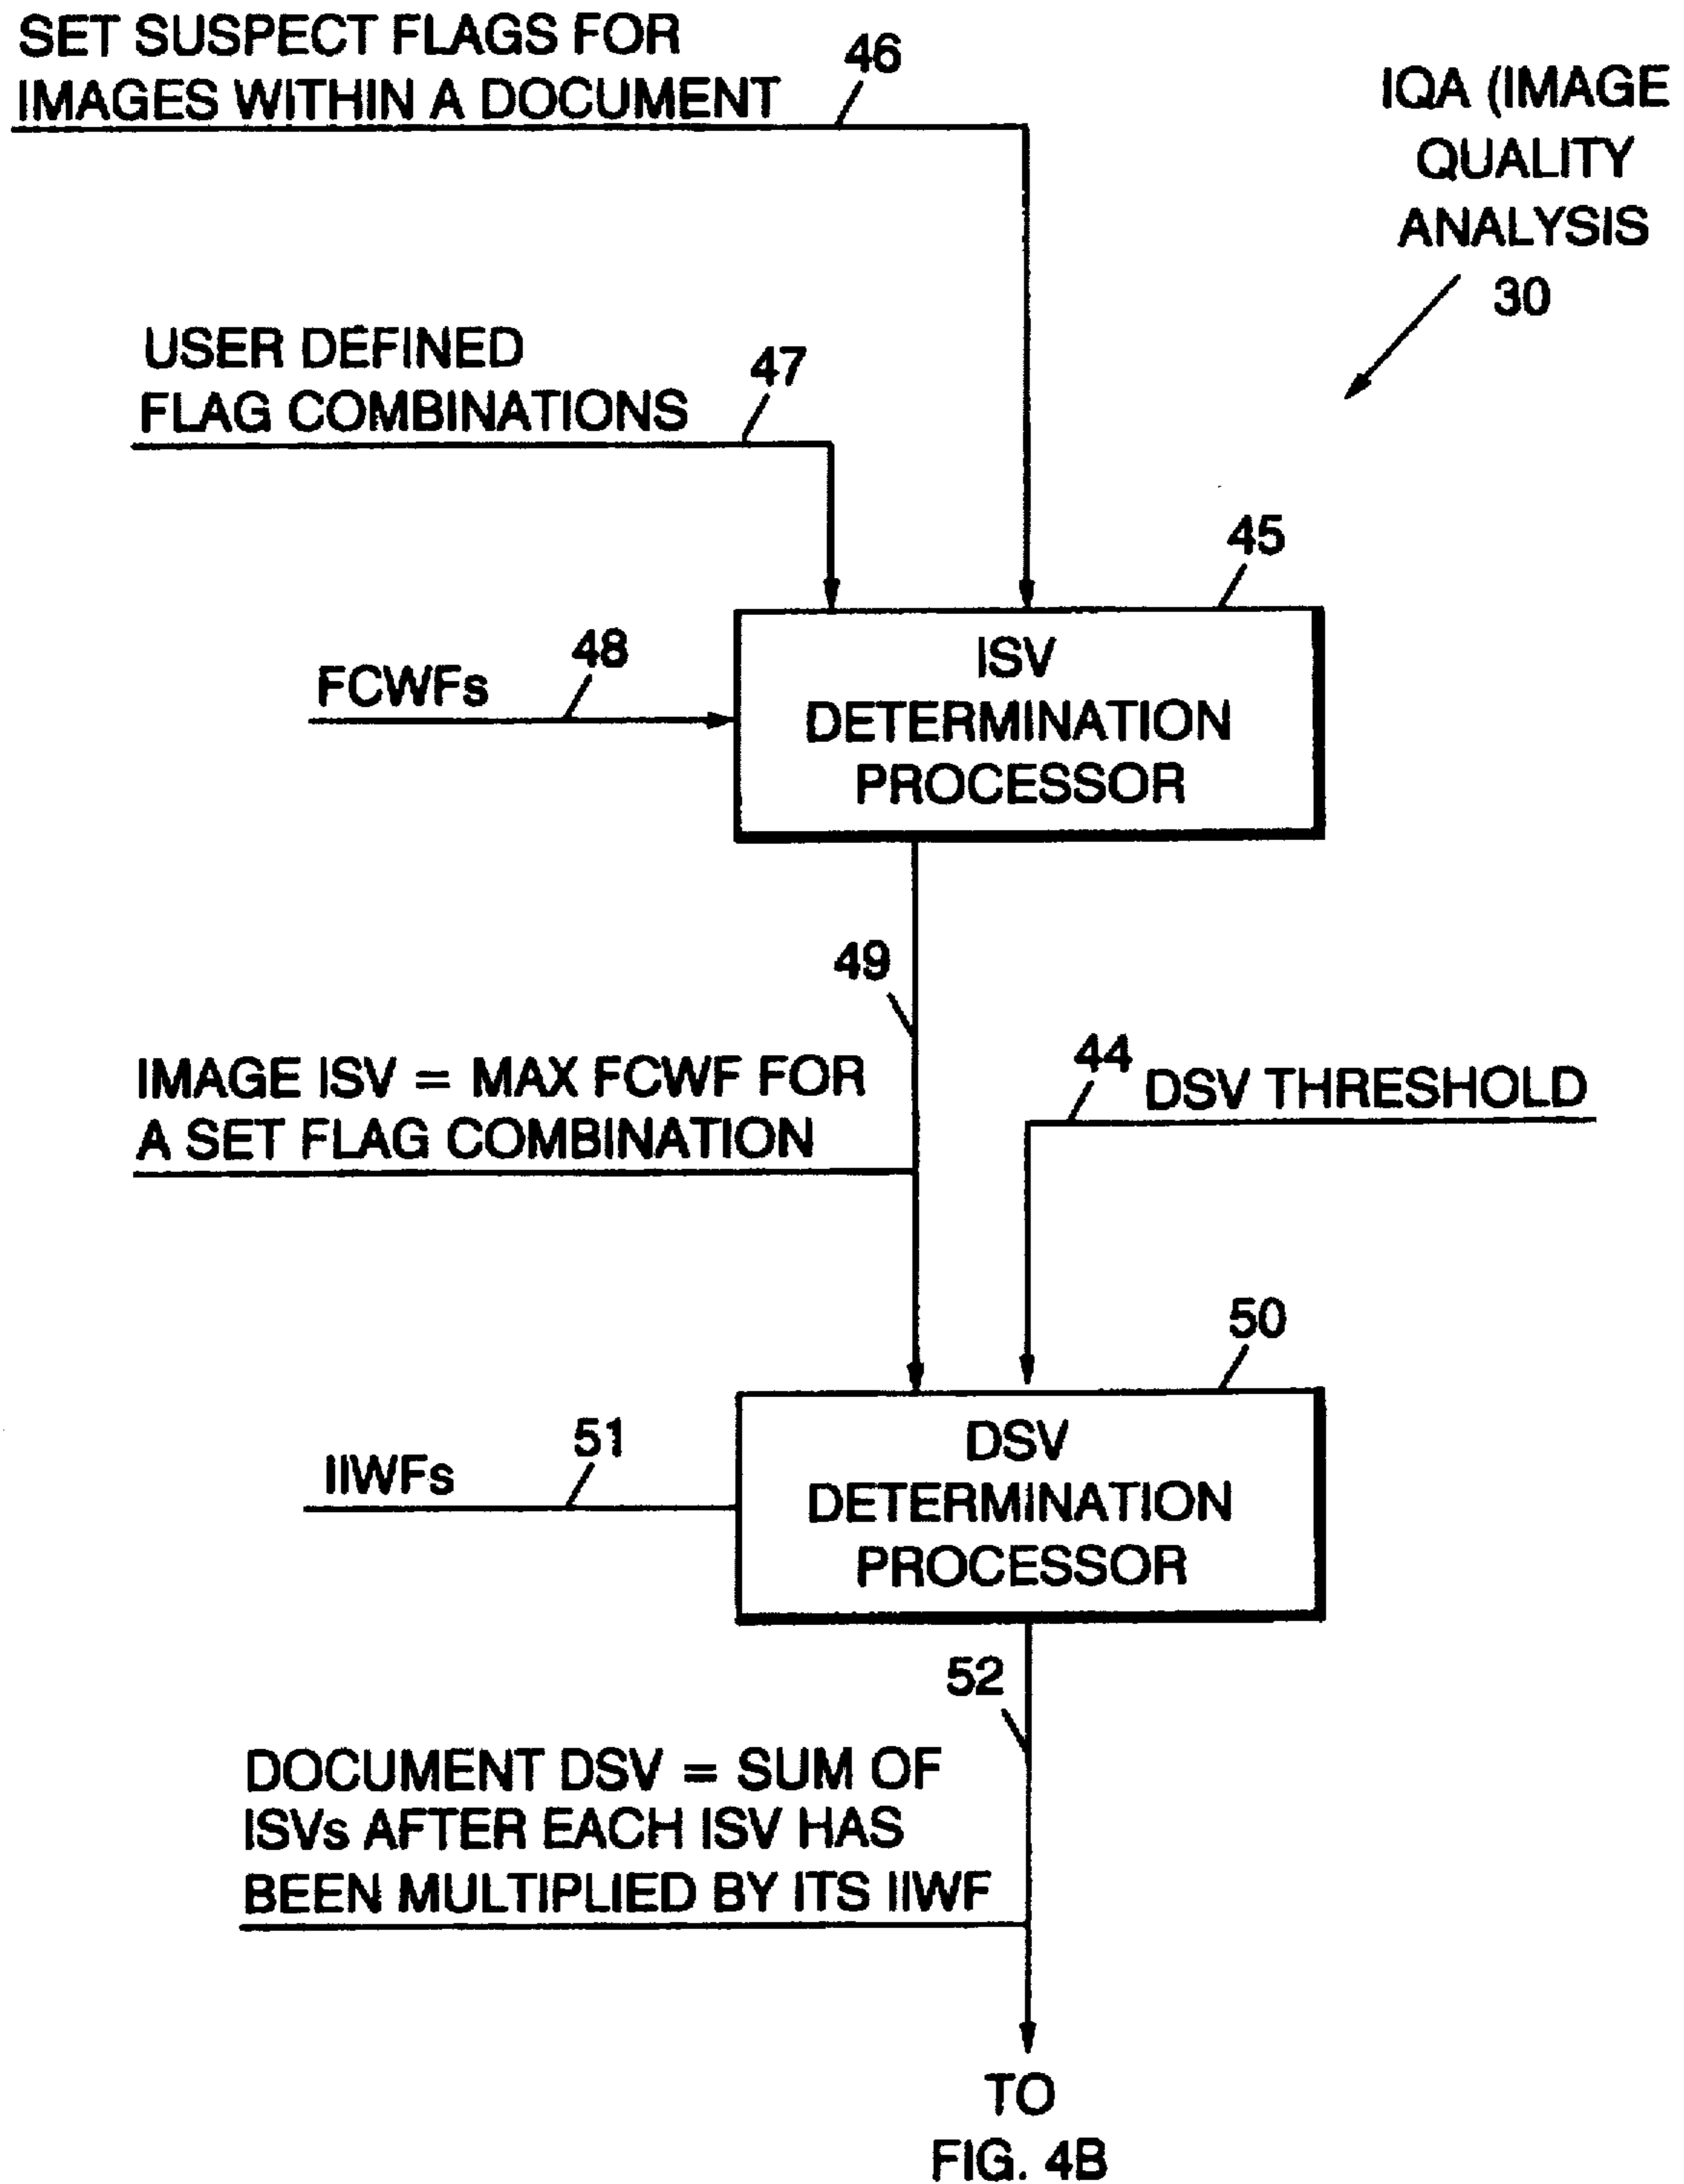 SET SUSPECT FLAGS FOR
IMAGES WITHIN A DOCUMENT
46
IQA (IMAGE
QUALITY
ANALYSIS
30
USER DEFINED
FLAG COMBINATIONS
47
45
ISV
DETERMINATION
PROCESSOR
FCWFs
48
49
IMAGE ISV = MAX FCWF FOR
A SET FLAG COMBINATION
44
DSV THRESHOLD
50
DSV
DETERMINATION
PROCESSOR
IIWFs
51
52
DOCUMENT DSV = SUM OF
ISVs AFTER EACH ISV HAS
BEEN MULTIPLIED BY ITS IIWF
TO
FIG. 4B